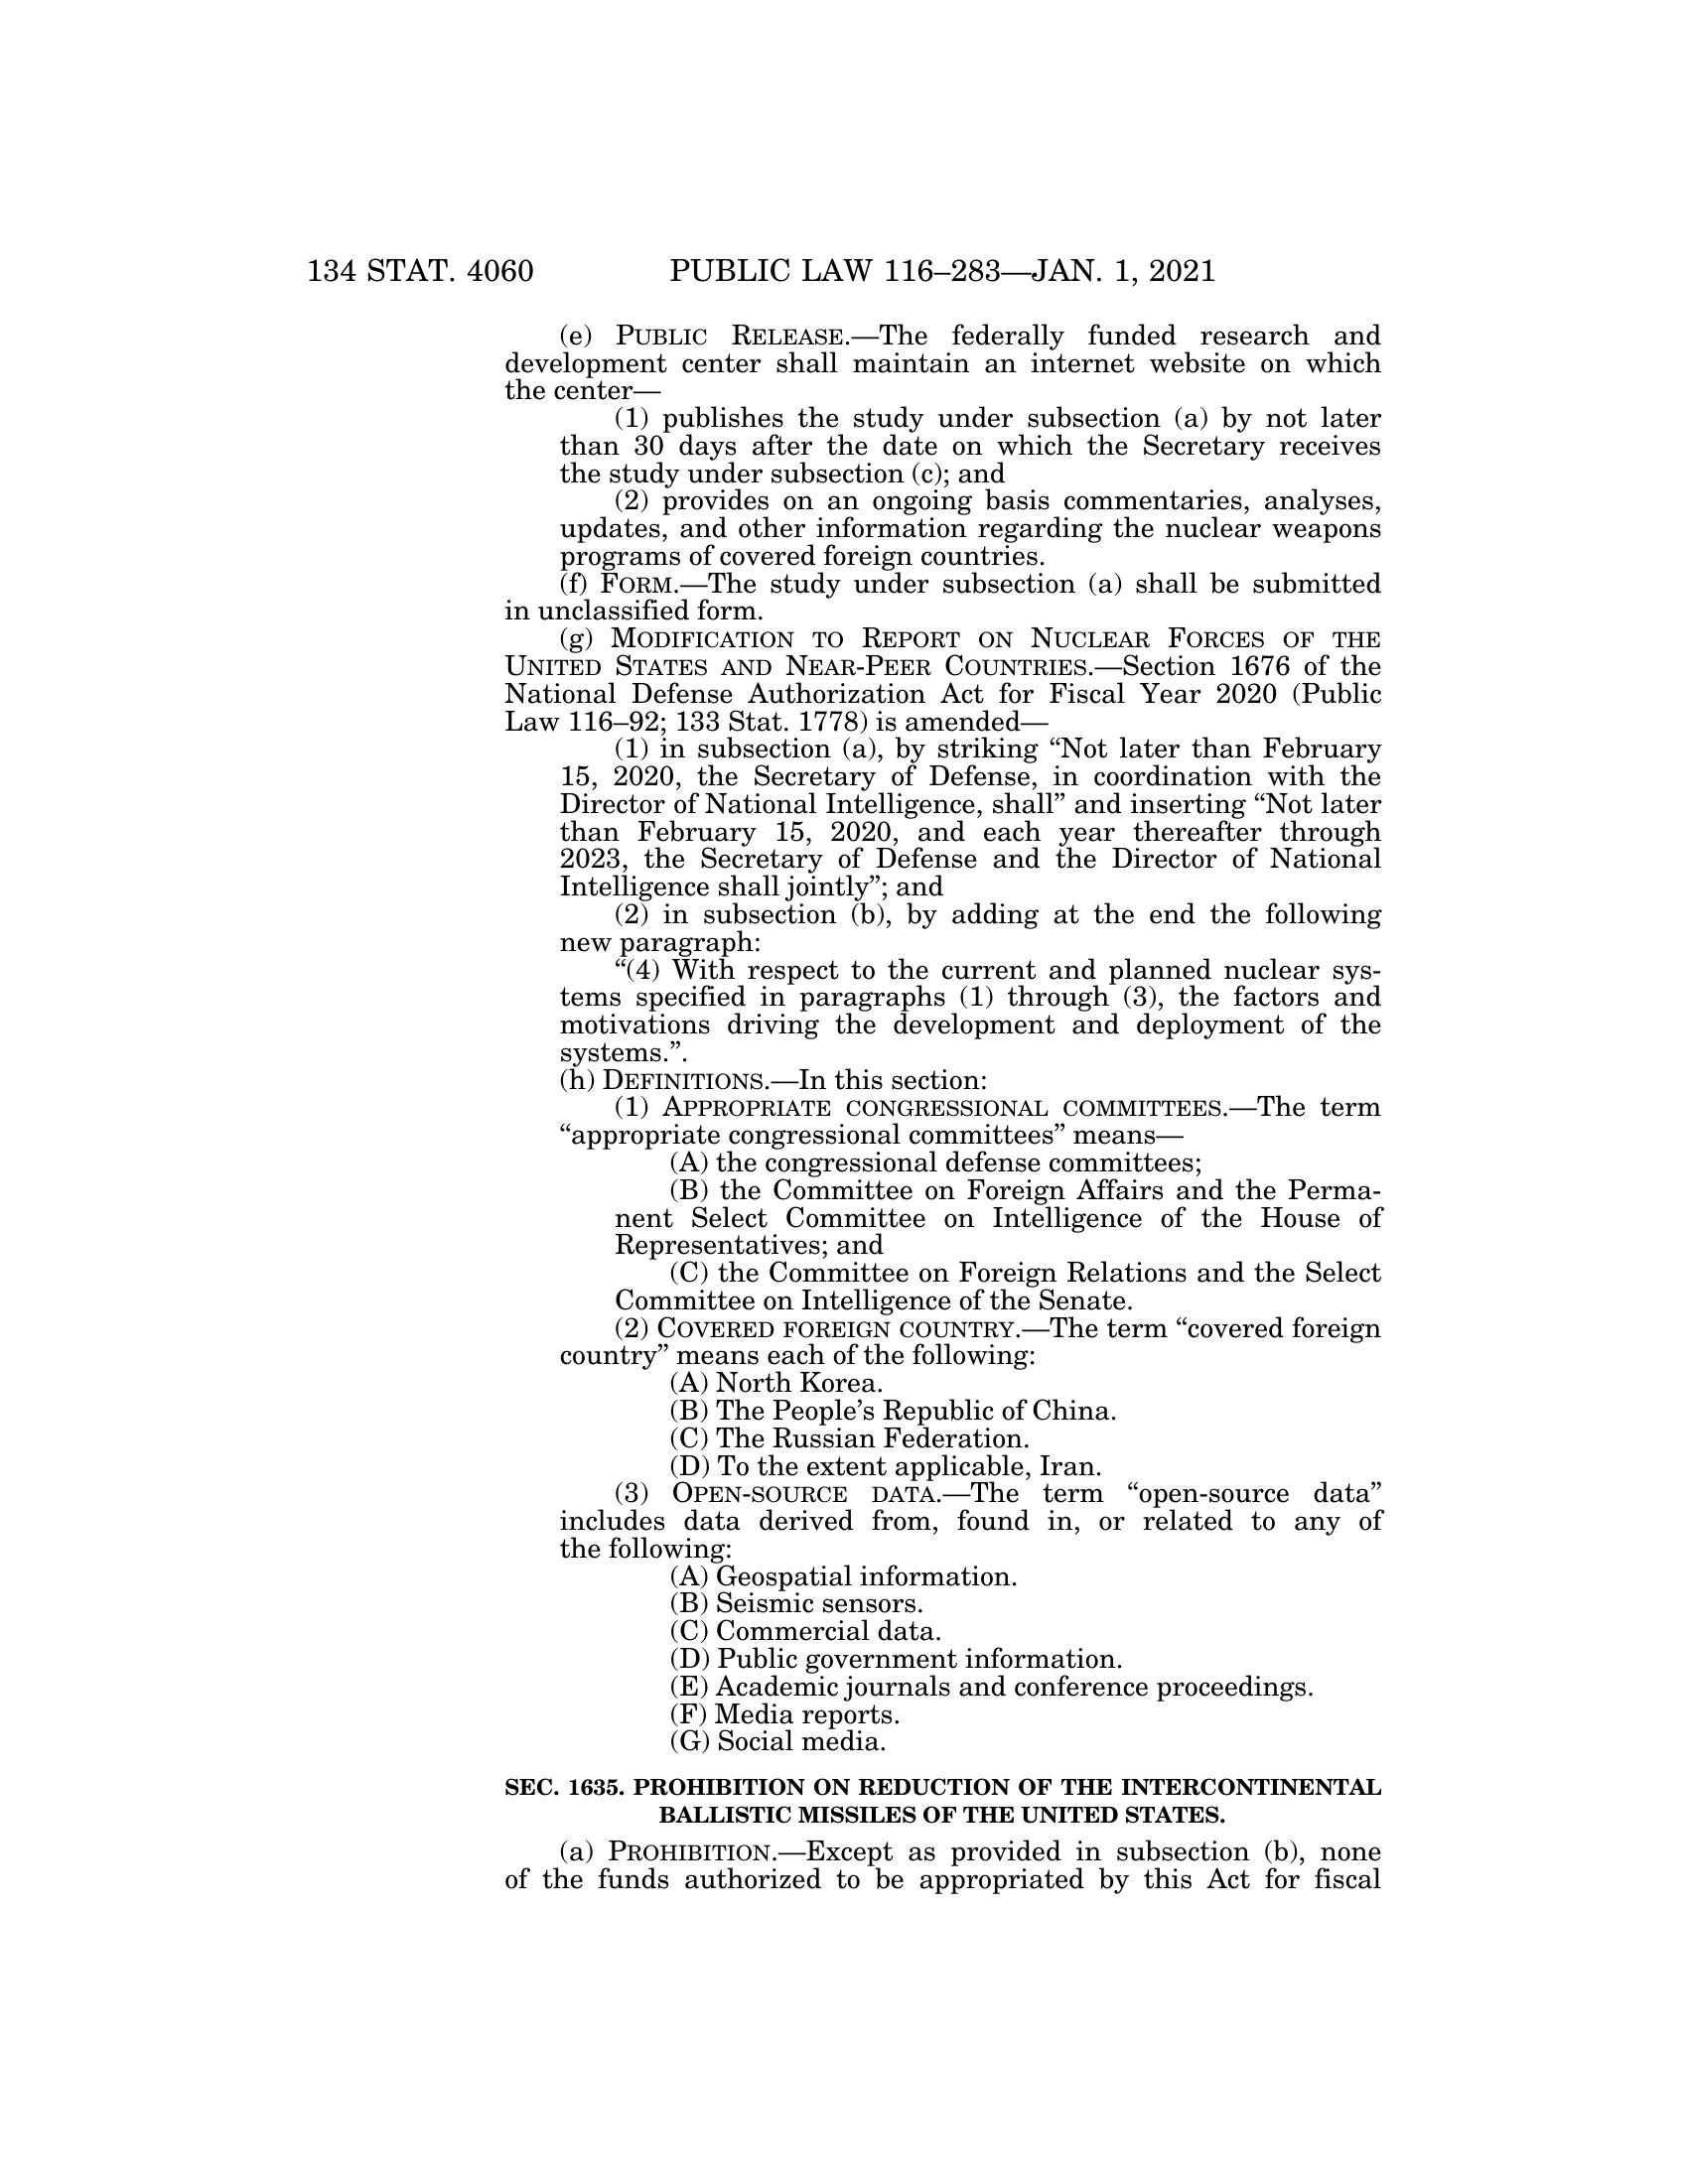 134 STAT. 4060 PUBLIC LAW 116–283—JAN. 1, 2021
(e) PUBLIC RELEASE.—The federally funded research and
development center shall maintain an internet website on which
the center—
(1) publishes the study under subsection (a) by not later
than 30 days after the date on which the Secretary receives
the study under subsection (c); and
(2) provides on an ongoing basis commentaries, analyses,
updates, and other information regarding the nuclear weapons
programs of covered foreign countries.
(f) FORM.—The study under subsection (a) shall be submitted
in unclassified form.
(g) MODIFICATION TO REPORT ON NUCLEAR FORCES OF THE
UNITED STATES AND NEAR-PEER COUNTRIES.—Section 1676 of the
National Defense Authorization Act for Fiscal Year 2020 (Public
Law 116–92; 133 Stat. 1778) is amended—
(1) in subsection (a), by striking “Not later than February
15, 2020, the Secretary of Defense, in coordination with the
Director of National Intelligence, shall” and inserting “Not later
than February 15, 2020, and each year thereafter through
2023, the Secretary of Defense and the Director of National
Intelligence shall jointly”; and
(2) in subsection (b), by adding at the end the following
new paragraph:
“(4) With respect to the current and planned nuclear sys-
tems specified in paragraphs (1) through (3), the factors and
motivations driving the development and deployment of the
systems.”.
(h) DEFINITIONS.—In this section:
(1) APPROPRIATE CONGRESSIONAL COMMITTEES.—The term
“appropriate congressional committees” means—
(A) the congressional defense committees;
(B) the Committee on Foreign Affairs and the Perma-
nent Select Committee on Intelligence of the House of
Representatives; and
(C) the Committee on Foreign Relations and the Select
Committee on Intelligence of the Senate.
(2) COVERED FOREIGN COUNTRY.—The term “covered foreign
country” means each of the following:
(A) North Korea.
(B) The People’s Republic of China.
(C) The Russian Federation.
(D) To the extent applicable, Iran.
(3) OPEN-SOURCE DATA.—The term “open-source data”
includes data derived from, found in, or related to any of
the following:
(A) Geospatial information.
(B) Seismic sensors.
(C) Commercial data.
(D) Public government information.
(E) Academic journals and conference proceedings.
(F) Media reports.
(G) Social media.
SEC. 1635. PROHIBITION ON REDUCTION OF THE INTERCONTINENTAL
BALLISTIC MISSILES OF THE UNITED STATES.
(a) PROHIBITION.—Except as provided in subsection (b), none
of the funds authorized to be appropriated by this Act for fiscal